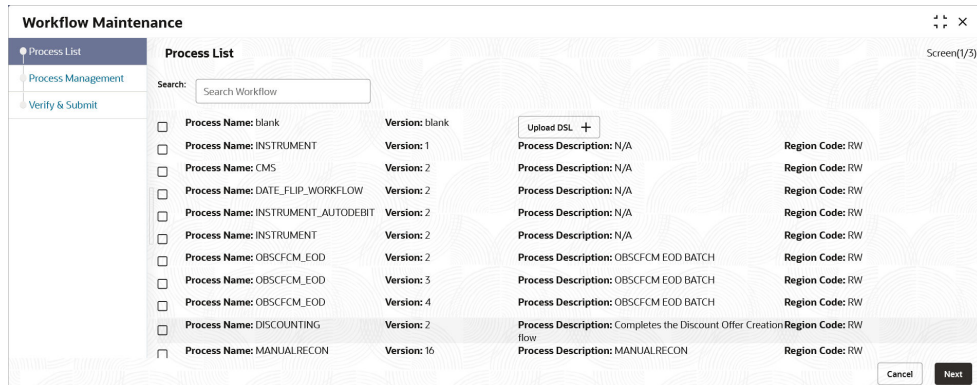 Workflow Maintenance
Process List
Process Management
Verify & Submit
Process List
Screen(1/3)
Search:
Search Workflow
Process Name: blank Version: blank Upload DSL +
Process Name: INSTRUMENT Version: 1 Process Description: N/A Region Code: RW
Process Name: CMS Version: 2 Process Description: N/A Region Code: RW
Process Name: DATE_FLIP_WORKFLOW Version: 2 Process Description: N/A Region Code: RW
Process Name: INSTRUMENT_AUTODEBIT Version: 2 Process Description: N/A Region Code: RW
Process Name: INSTRUMENT Version: 2 Process Description: N/A Region Code: RW
Process Name: OBSCFCM_EOD Version: 2 Process Description: OBSCFCM EOD BATCH Region Code: RW
Process Name: OBSCFCM_EOD Version: 3 Process Description: OBSCFCM EOD BATCH Region Code: RW
Process Name: OBSCFCM_EOD Version: 4 Process Description: OBSCFCM EOD BATCH Region Code: RW
Process Name: DISCOUNTING Version: 2 Process Description: Completes the Discount Offer Creation Region Code: RW
flow
Process Name: MANUALRECON Version: 16 Process Description: MANUALRECON Region Code: RW
Cancel Next